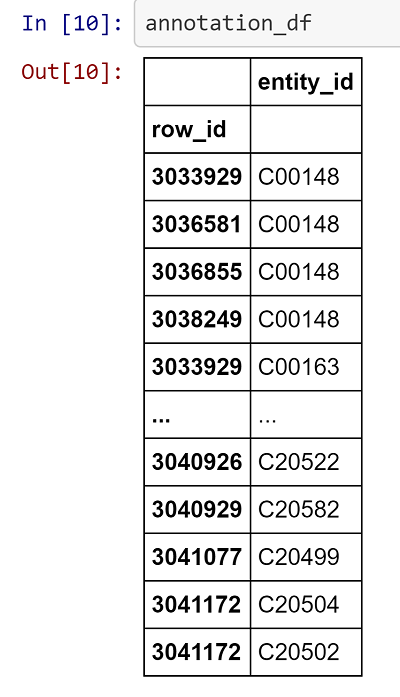 In [10]: annotation_df
Out[10]:
entity_id
row_id
3033929 C00148
3036581 C00148
3036855 C00148
3038249 C00148
3033929 C00163
... ...
3040926 C20522
3040929 C20582
3041077 C20499
3041172 C20504
3041172 C20502